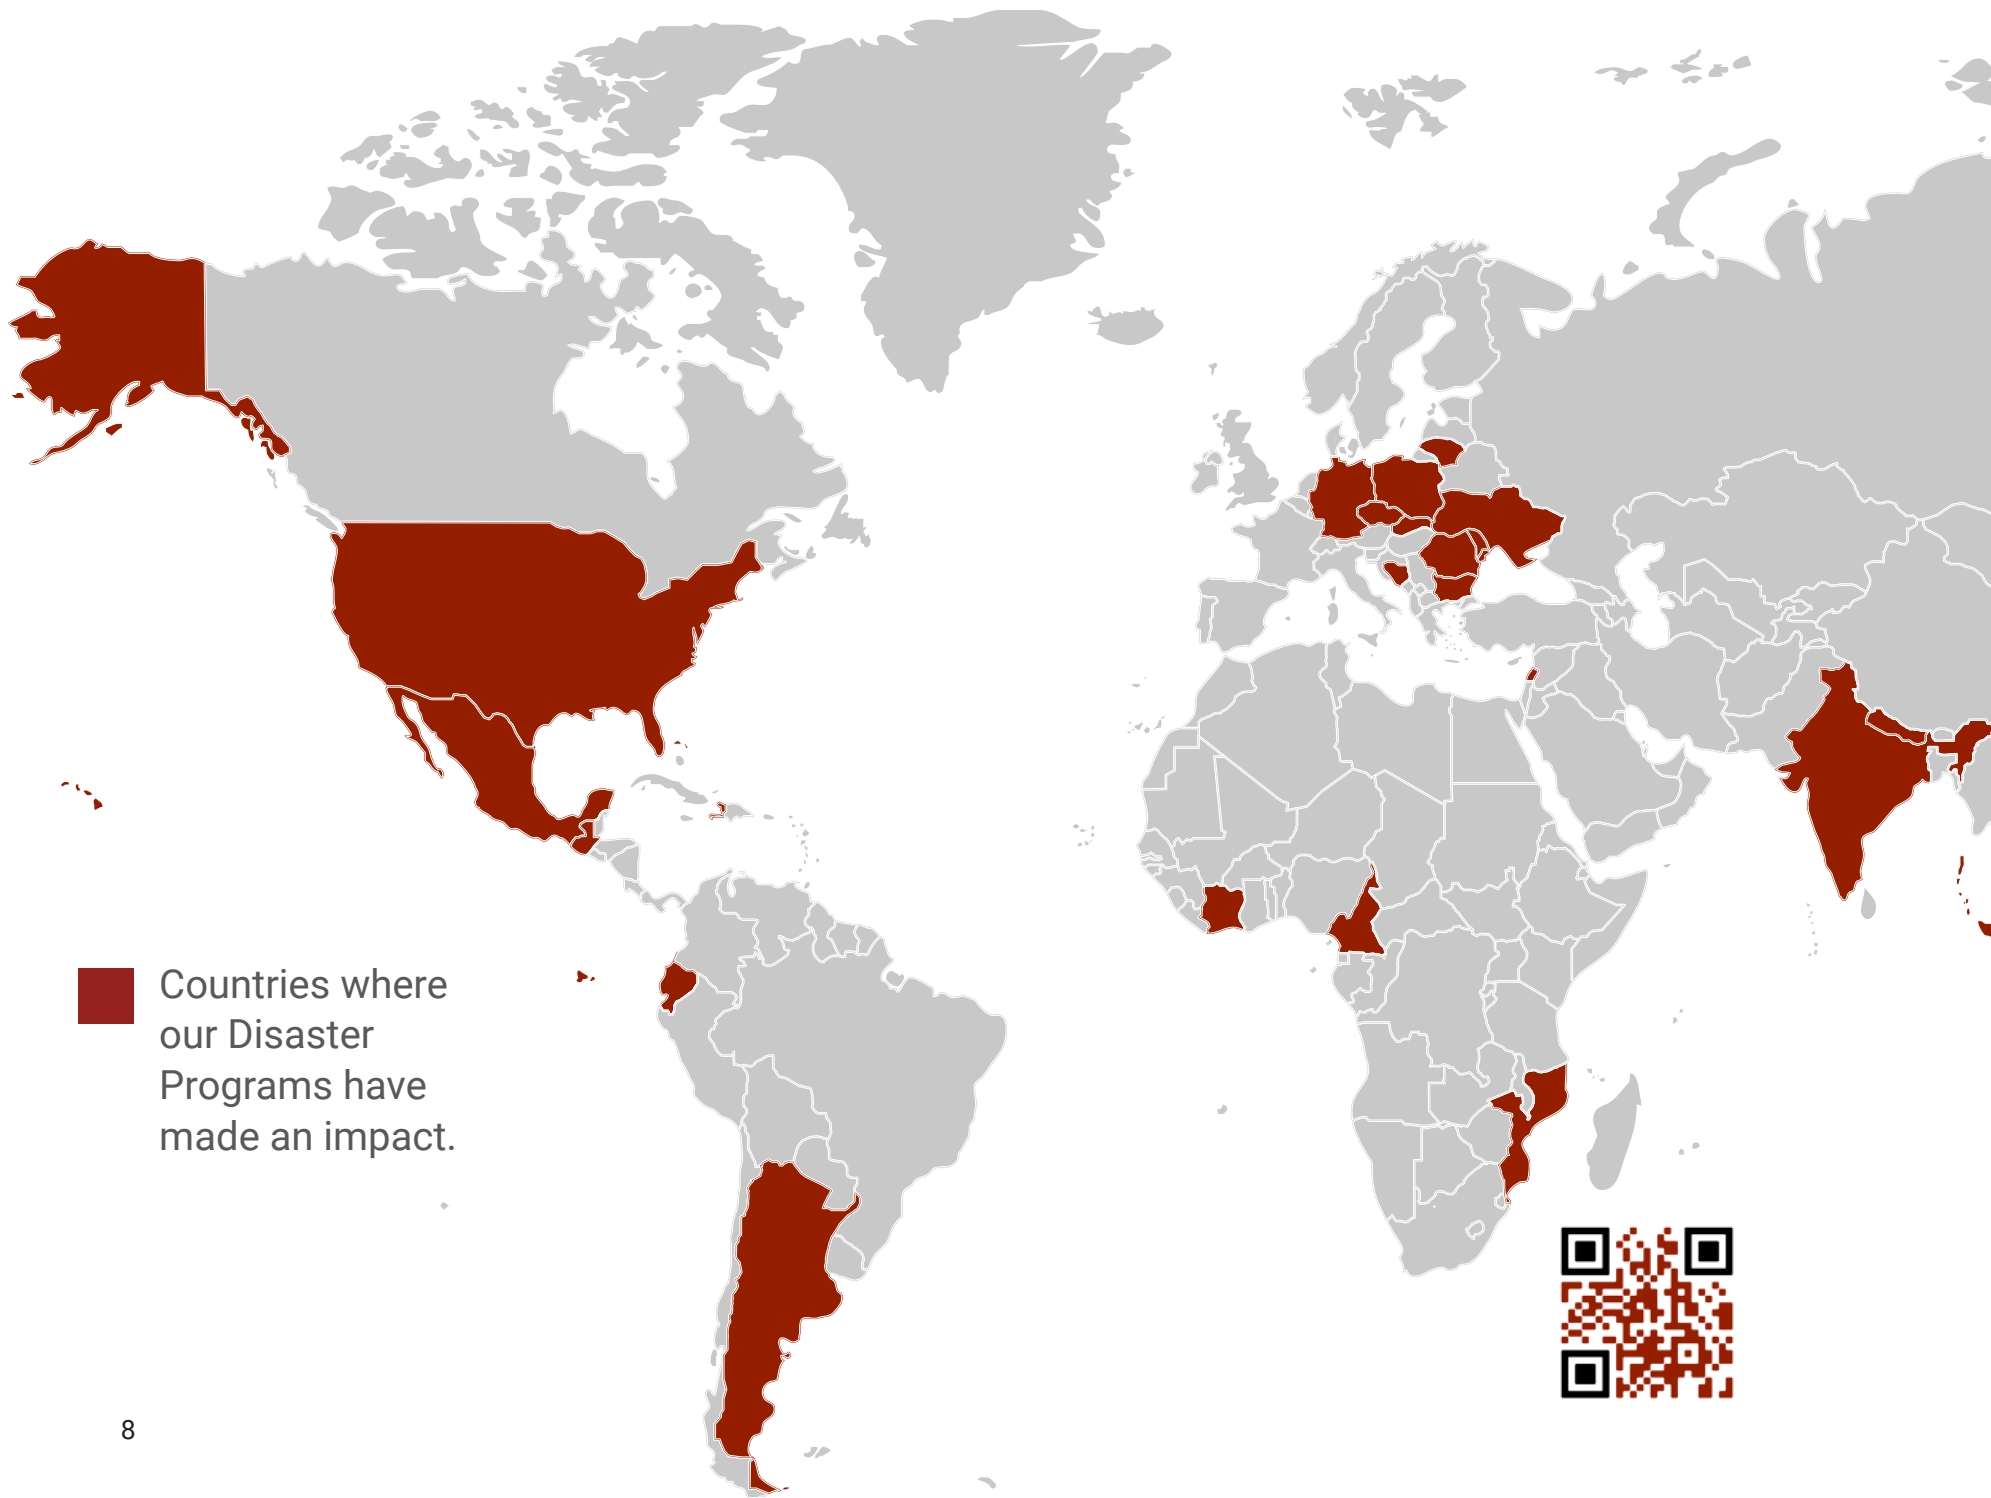 Countries where
our Disaster
Programs have
made an impact.
8